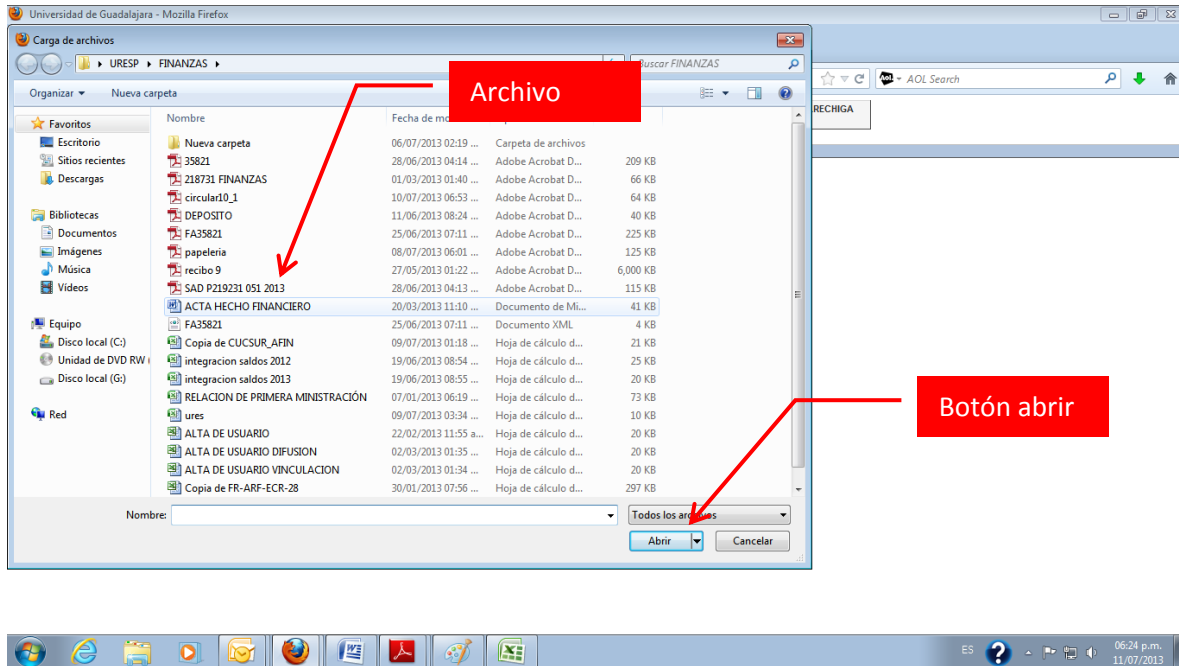 Universidad de Guadalajara - Mozilla Firefox
Carga de archivos
URESP FINANZAS
Buscar FINANZAS
AOL Search
Organizar
Nueva carpeta
Archivo
RECHIGA
Favoritos
Escritorio
Sitios recientes
Descargas
Bibliotecas
Documentos
Imágenes
Música
Vídeos
Equipo
Disco local (C:)
Unidad de DVD RW
Disco local (G:)
Red
Nombre Fecha de mo
Nueva carpeta 06/07/2013 02:19 ... Carpeta de archivos
35821 28/06/2013 04:14 ... Adobe Acrobat D... 209 KB
218731 FINANZAS 01/03/2013 01:40 ... Adobe Acrobat D... 66 KB
circular10_1 10/07/2013 06:53 ... Adobe Acrobat D... 64 KB
DEPOSITO 11/06/2013 08:24 ... Adobe Acrobat D... 40 KB
FA35821 25/06/2013 07:11 ... Adobe Acrobat D... 225 KB
papeleria 08/07/2013 06:01 ... Adobe Acrobat D... 125 KB
recibo 9 27/05/2013 01:22 ... Adobe Acrobat D... 6,000 KB
SAD P219231 051 2013 28/06/2013 04:13 ... Adobe Acrobat D... 115 KB
ACTA HECHO FINANCIERO 20/03/2013 11:10 ... Documento de Mi... 41 KB
FA35821 25/06/2013 07:11 ... Documento XML 4 KB
Copia de CUCSUR_AFIN 09/07/2013 01:18 ... Hoja de cálculo d... 21 KB
integracion saldos 2012 19/06/2013 08:54 ... Hoja de cálculo d... 25 KB
integracion saldos 2013 19/06/2013 08:55 ... Hoja de cálculo d... 20 KB
RELACION DE PRIMERA MINISTRACIÓN 07/01/2013 06:19 ... Hoja de cálculo d... 73 KB
ures 09/07/2013 03:34 ... Hoja de cálculo d... 10 KB
ALTA DE USUARIO 22/02/2013 11:55 a... Hoja de cálculo d... 20 KB
ALTA DE USUARIO DIFUSION 02/03/2013 01:35 ... Hoja de cálculo d... 20 KB
ALTA DE USUARIO VINCULACION 02/03/2013 01:34 ... Hoja de cálculo d... 20 KB
Copia de FR-ARF-ECR-28 30/01/2013 07:56 ... Hoja de cálculo d... 297 KB
Botón abrir
Nombre:
Todos los archivos
Abrir
Cancelar
ES
06:24 p.m.
11/07/2013